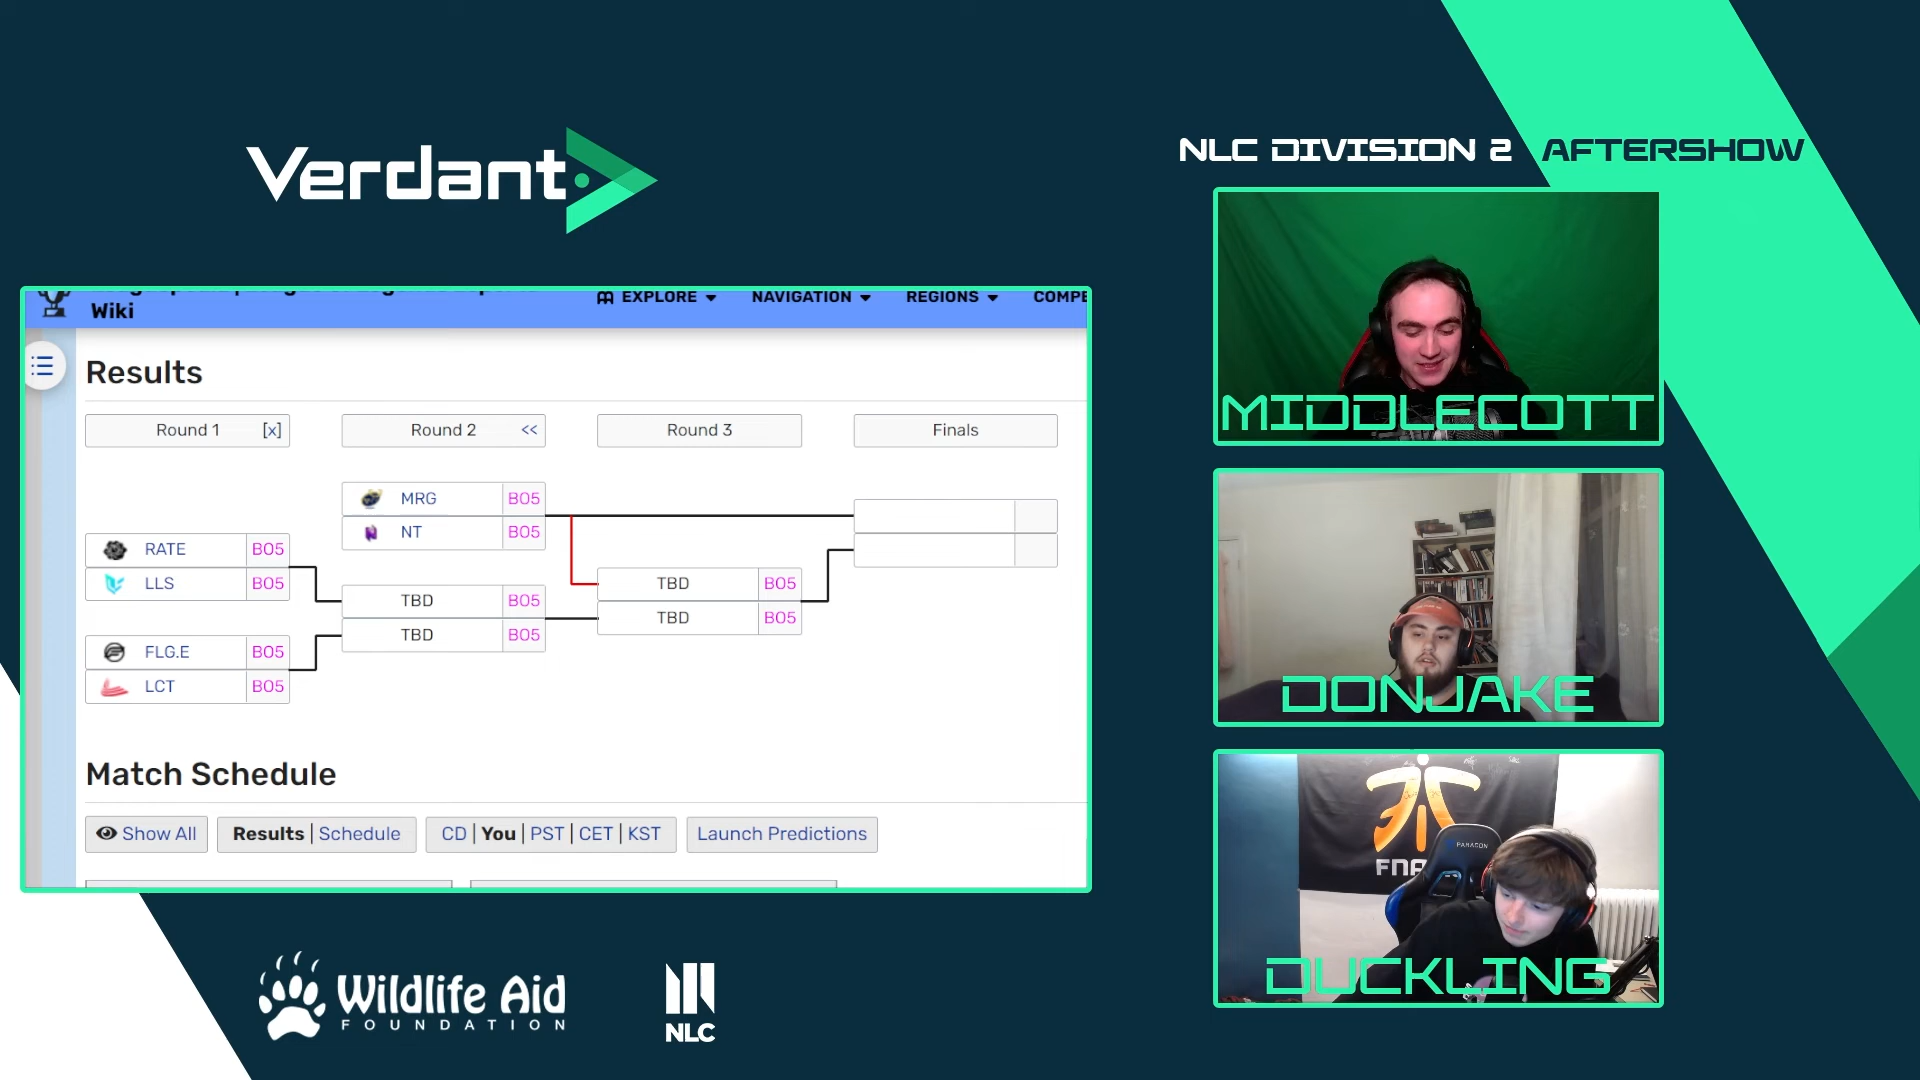 Verdant
NLC DIVISION 2 AFTERSHOW
Wiki
EXPLORE
NAVIGATION
REGIONS
COMPE
Results
Round 1 [x]
Round 2 <<
Round 3
Finals
MRG BO5
NT BO5
RATE BO5
LLS BO5
TBD BO5
TBD BO5
TBD BO5
TBD BO5
FLG.E BO5
LCT BO5
Match Schedule
Show All
Results | Schedule
CD | You | PST | CET | KST
Launch Predictions
MIDDLECOTT
DONJAKE
PARAGON
FNA
DUCKLING
Wildlife Aid
FOUNDATION
NLC